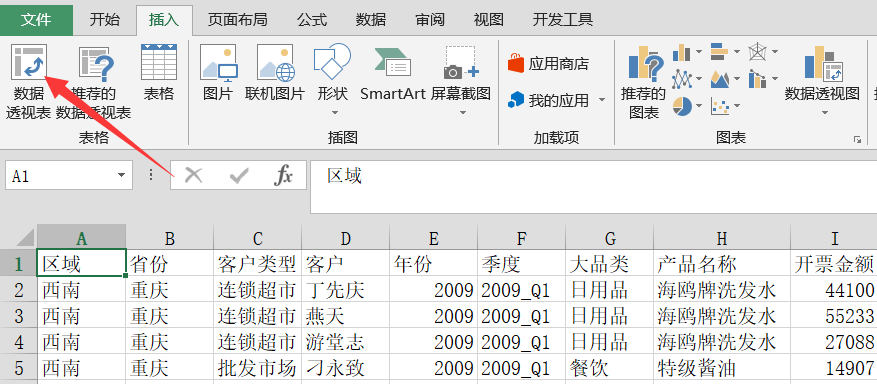 文件 开始 插入 页面布局 公式 数据 审阅 视图 开发工具
数据 推荐的 表格 图片 联机图片 形状 SmartArt 屏幕截图 应用商店 推荐的 数据透视图
透视表 数据透视表 我的应用 图表
表格 插图 加载项 图表
A1 fx 区域
A B C D E F G H I
1 区域 省份 客户类型 客户 年份 季度 大品类 产品名称 开票金额
2 西南 重庆 连锁超市 丁先庆 2009 2009_Q1 日用品 海鸥牌洗发水 44100
3 西南 重庆 连锁超市 燕天 2009 2009_Q1 日用品 海鸥牌洗发水 55233
4 西南 重庆 连锁超市 游堂志 2009 2009_Q1 日用品 海鸥牌洗发水 27088
5 西南 重庆 批发市场 刁永致 2009 2009_Q1 餐饮 特级酱油 14907